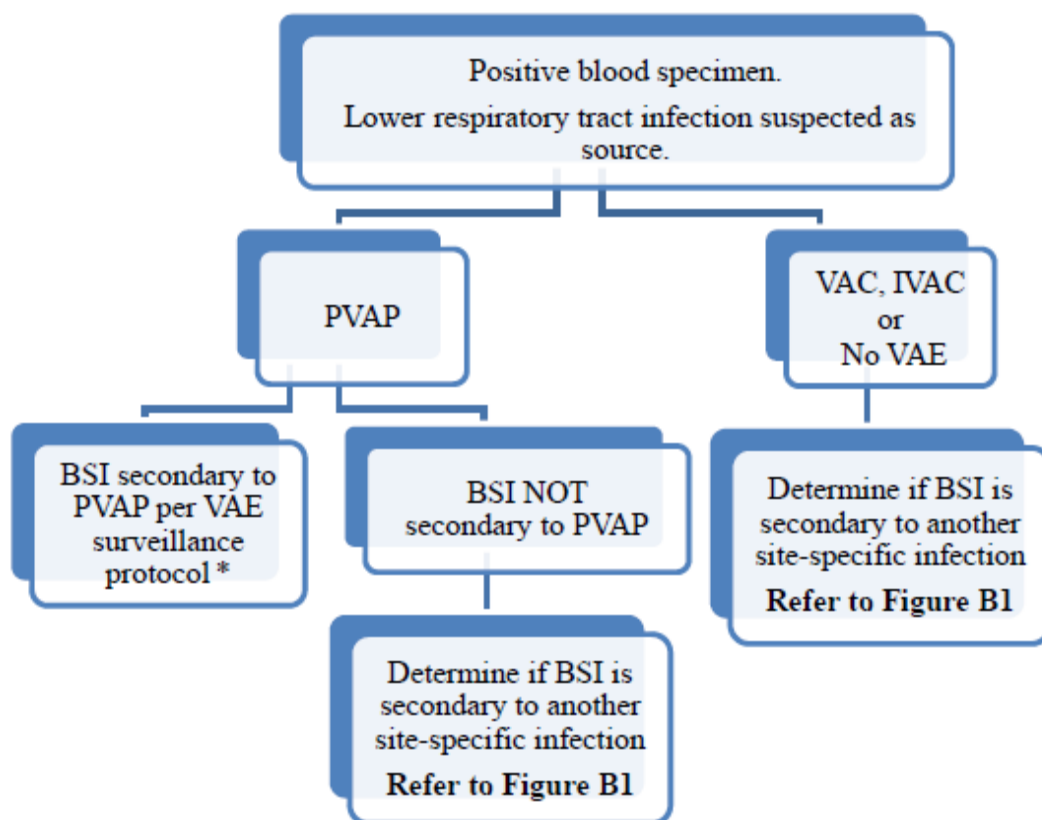 Positive blood specimen.
Lower respiratory tract infection suspected as
source.
PVAP
VAC, IVAC
or
No VAE
BSI secondary to
PVAP per VAE
surveillance
protocol *
BSI NOT
secondary to PVAP
Determine if BSI is
secondary to another
site-specific infection
Refer to Figure B1
Determine if BSI is
secondary to another
site-specific infection
Refer to Figure B1